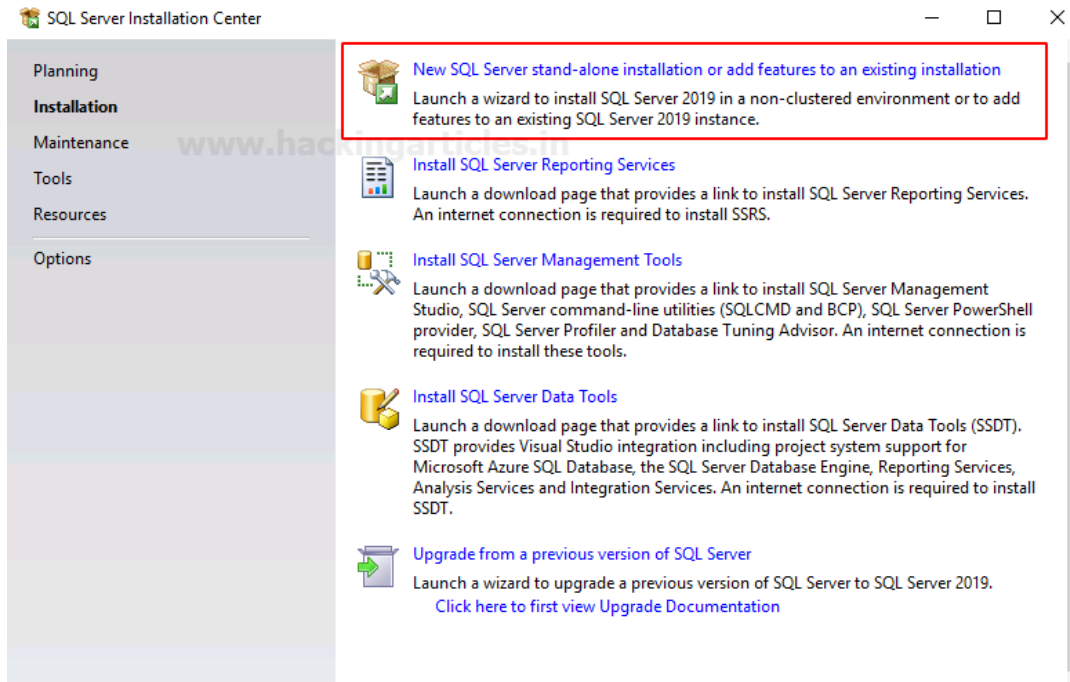 SQL Server Installation Center
Planning
Installation
Maintenance
Tools
Resources
Options
www.hackingarticles.in
New SQL Server stand-alone installation or add features to an existing installation
Launch a wizard to install SQL Server 2019 in a non-clustered environment or to add
features to an existing SQL Server 2019 instance.
Install SQL Server Reporting Services
Launch a download page that provides a link to install SQL Server Reporting Services.
An internet connection is required to install SSRS.
Install SQL Server Management Tools
Launch a download page that provides a link to install SQL Server Management
Studio, SQL Server command-line utilities (SQLCMD and BCP), SQL Server PowerShell
provider, SQL Server Profiler and Database Tuning Advisor. An internet connection is
required to install these tools.
Install SQL Server Data Tools
Launch a download page that provides a link to install SQL Server Data Tools (SSDT).
SSDT provides Visual Studio integration including project system support for
Microsoft Azure SQL Database, the SQL Server Database Engine, Reporting Services,
Analysis Services and Integration Services. An internet connection is required to install
SSDT.
Upgrade from a previous version of SQL Server
Launch a wizard to upgrade a previous version of SQL Server to SQL Server 2019.
Click here to first view Upgrade Documentation